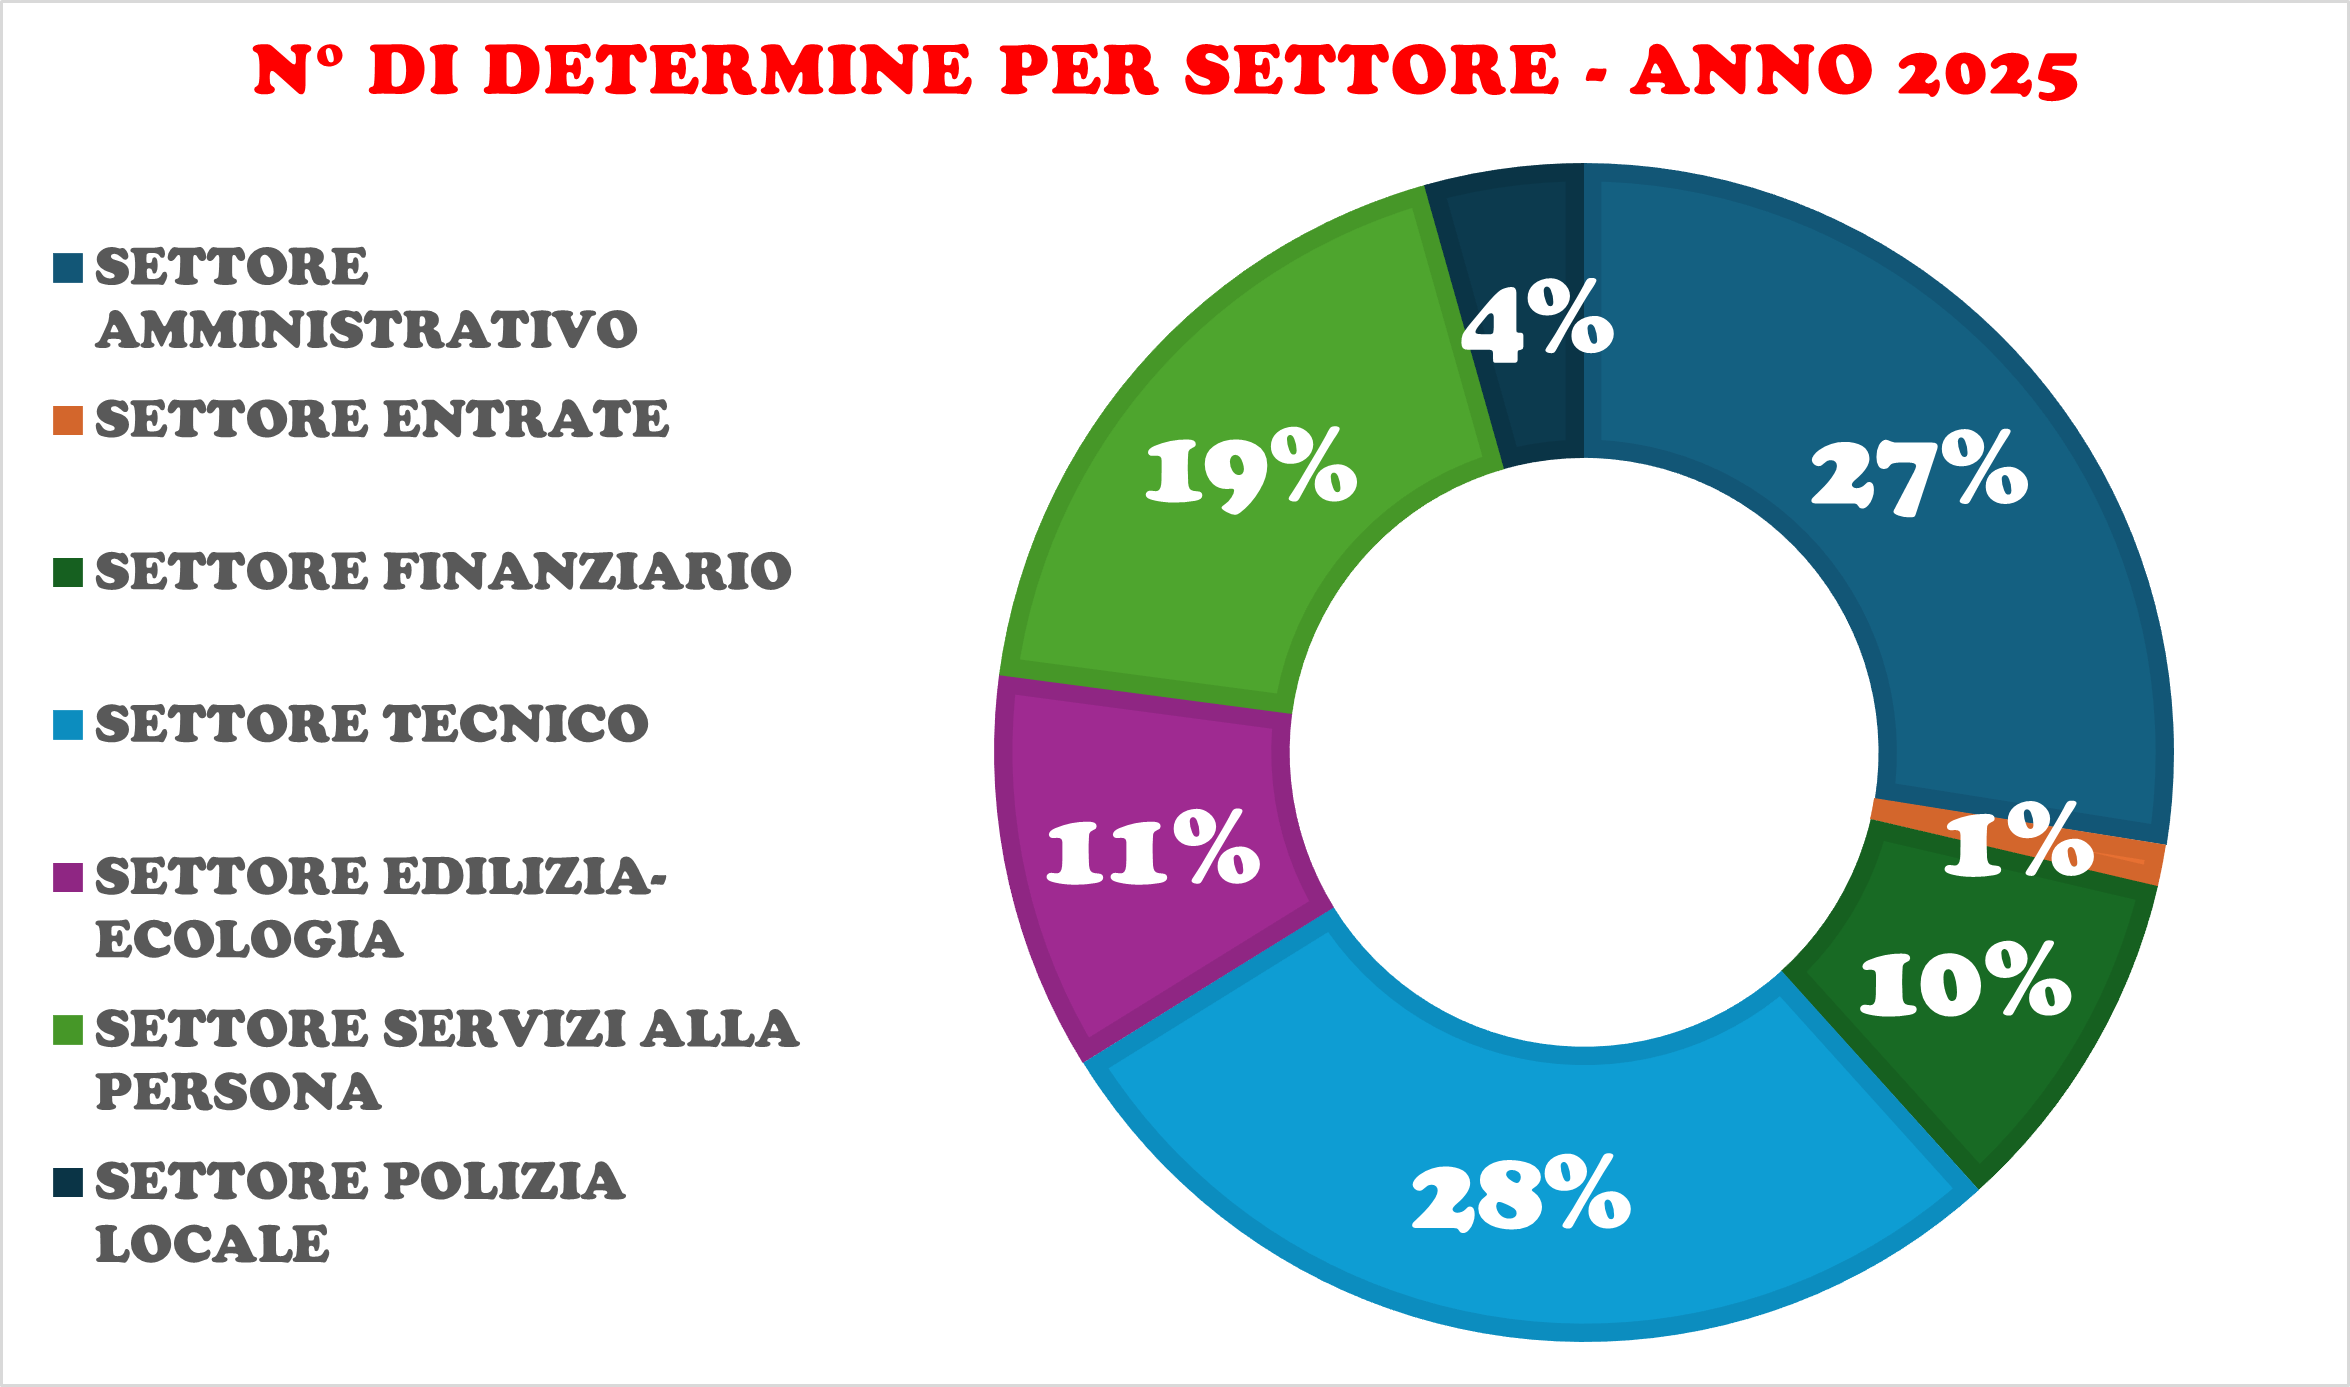 N° DI DETERMINE PER SETTORE - ANNO 2025
SETTORE
AMMINISTRATIVO
SETTORE ENTRATE
SETTORE FINANZIARIO
SETTORE TECNICO
SETTORE EDILIZIA-
ECOLOGIA
SETTORE SERVIZI ALLA
PERSONA
SETTORE POLIZIA
LOCALE
4%
27%
19%
1%
11%
10%
28%